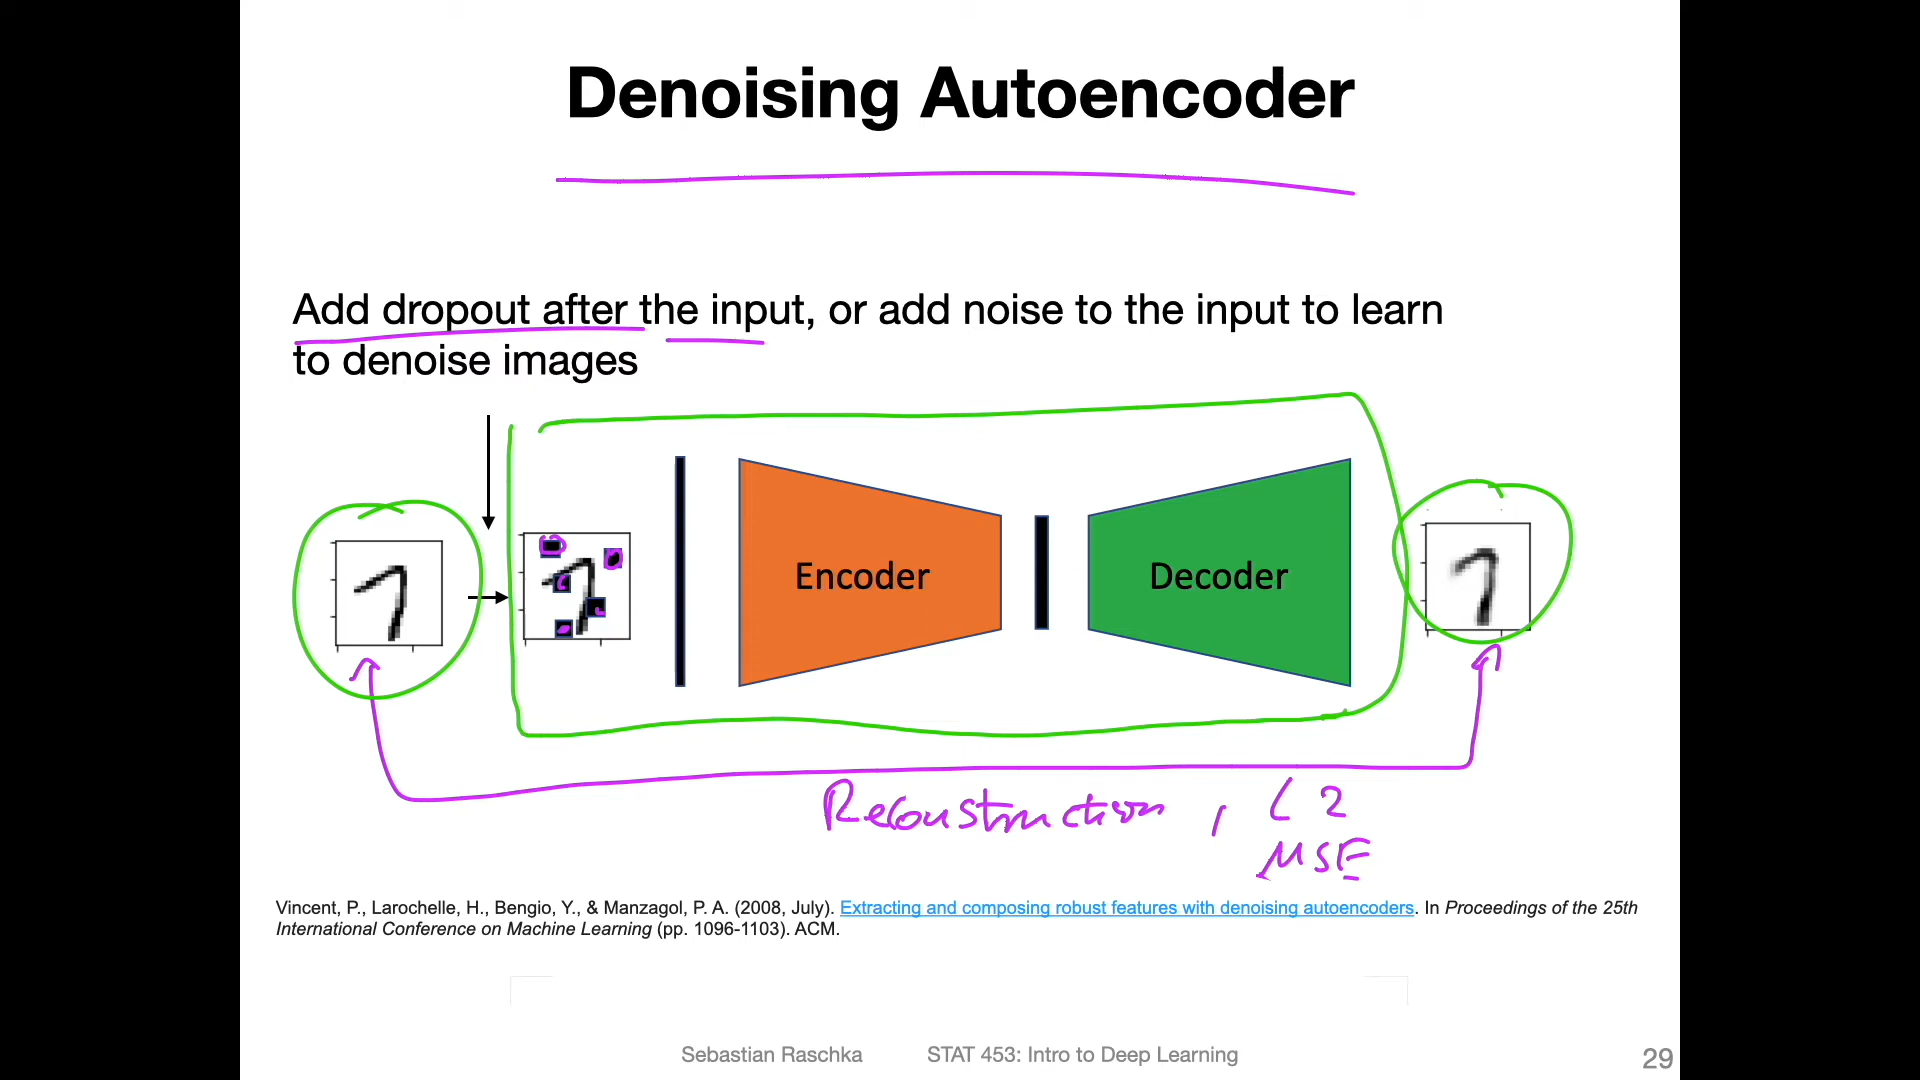 Denoising Autoencoder
Add dropout after the input, or add noise to the input to learn
to denoise images
Encoder
Decoder
Reconstruction, L2
MSE
Vincent, P., Larochelle, H., Bengio, Y., & Manzagol, P. A. (2008, July). Extracting and composing robust features with denoising autoencoders. In Proceedings of the 25th
International Conference on Machine Learning (pp. 1096-1103). ACM.
Sebastian Raschka STAT 453: Intro to Deep Learning 29